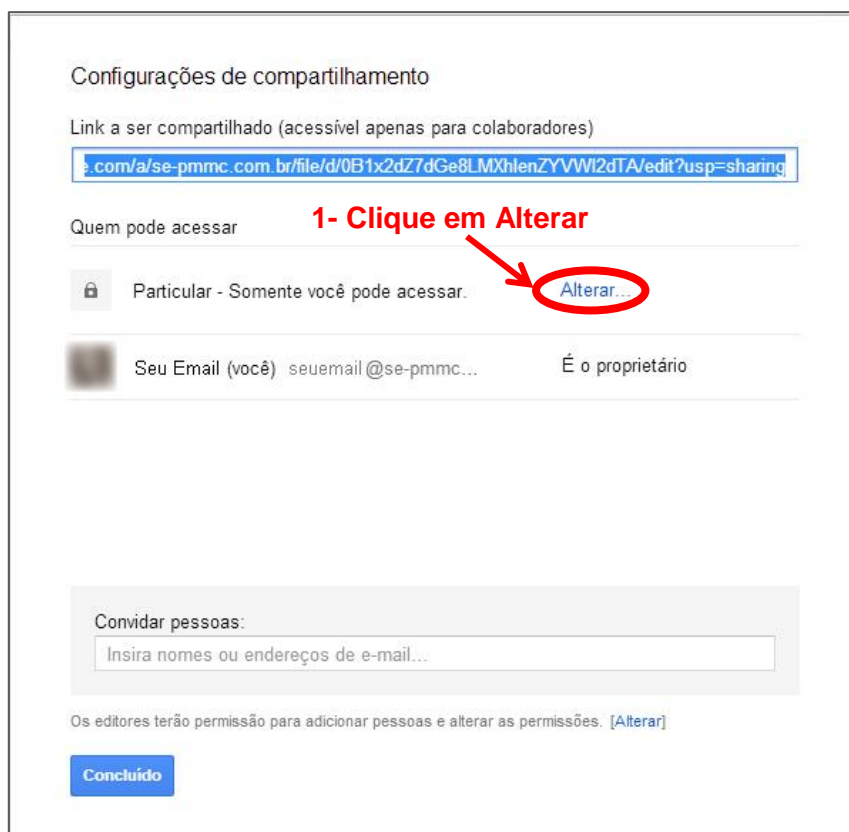 Configurações de compartilhamento
Link a ser compartilhado (acessível apenas para colaboradores)
e.com/a/se-pmmc.com.br/file/d/0B1x2dZ7dGe8LMXhlenZYVWl2dTA/edit?usp=sharing
Quem pode acessar
1- Clique em Alterar
Particular - Somente você pode acessar. Alterar...
Seu Email (você) seuemail@se-pmmc... É o proprietário
Convidar pessoas:
Insira nomes ou endereços de e-mail...
Os editores terão permissão para adicionar pessoas e alterar as permissões. [Alterar]
Concluído